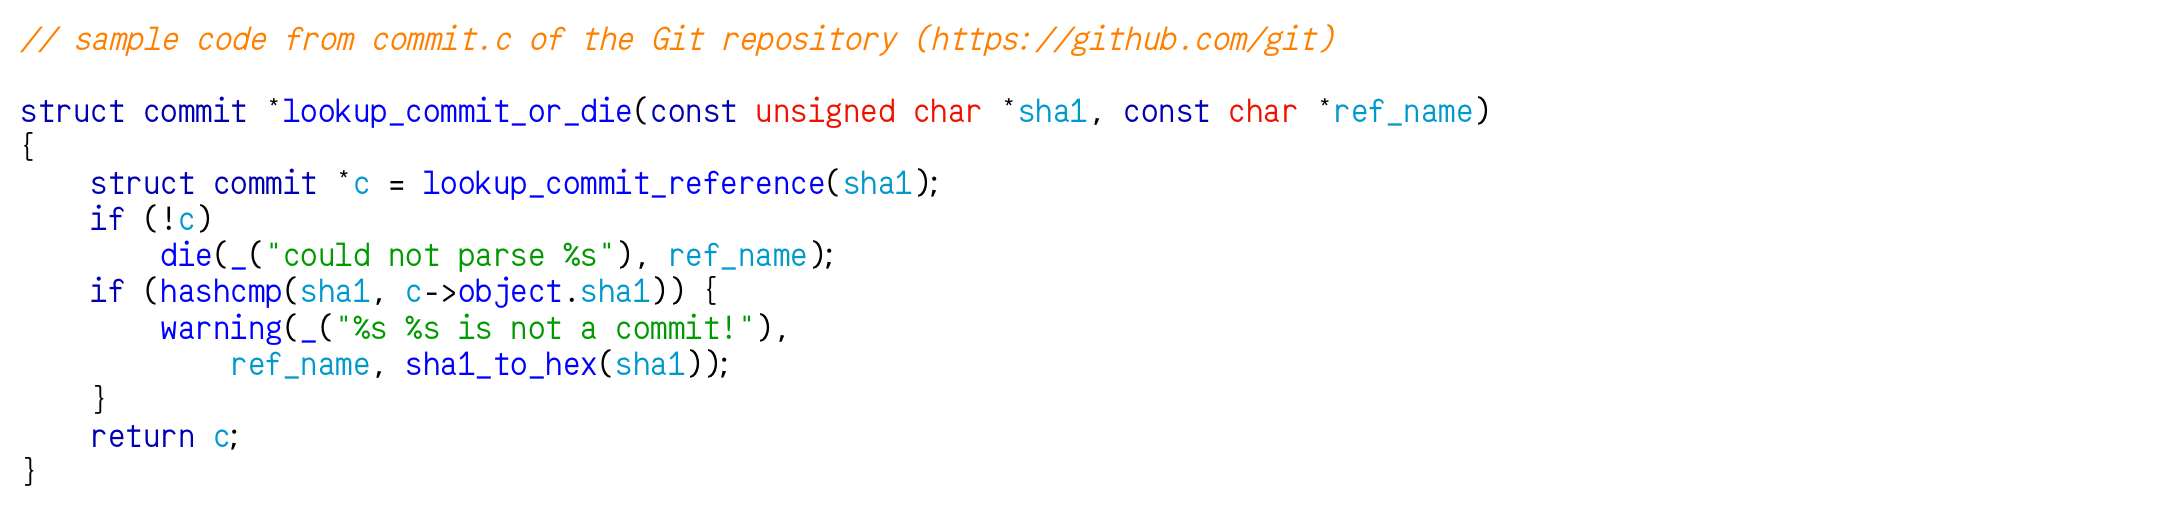 // sample code from commit.c of the Git repository (https://github.com/git)

struct commit *lookup_commit_or_die(const unsigned char *sha1, const char *ref_name)
{
    struct commit *c = lookup_commit_reference(sha1);
    if (!c)
        die(_("could not parse %s"), ref_name);
    if (hashcmp(sha1, c->object.sha1)) {
        warning(_("%s %s is not a commit!"),
            ref_name, sha1_to_hex(sha1));
    }
    return c;
}